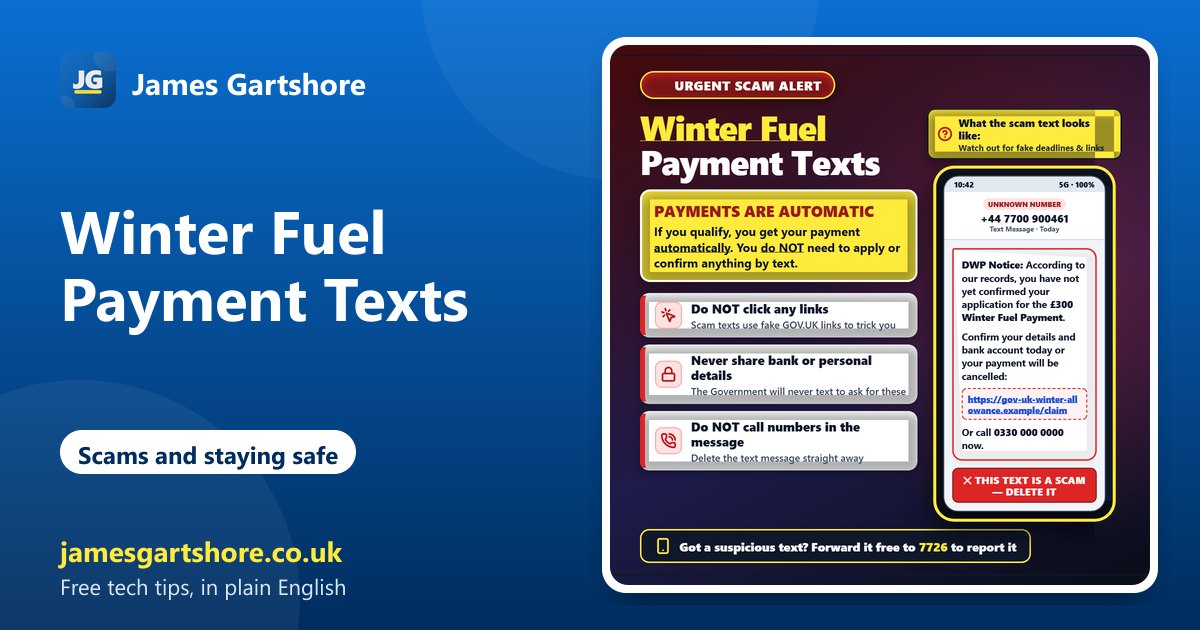 JG
James Gartshore
Winter Fuel
Payment Texts
Scams and staying safe
jamesgartshore.co.uk
Free tech tips, in plain English
URGENT SCAM ALERT
Winter Fuel
Payment Texts
PAYMENTS ARE AUTOMATIC
If you qualify, you get your payment
automatically. You do NOT need to apply or
confirm anything by text.
Do NOT click any links
Scam texts use fake GOV.UK links to trick you
Never share bank or personal
details
The Government will never text to ask for these
Do NOT call numbers in the
message
Delete the text message straight away
What the scam text looks
like:
Watch out for fake deadlines & links
10:42
5G · 100%
UNKNOWN NUMBER
+44 7700 900461
Text Message · Today
DWP Notice: According to
our records, you have not
yet confirmed your
application for the £300
Winter Fuel Payment.
Confirm your details and
bank account today or
your payment will be
cancelled:
https://gov-uk-winter-all
owance.example/claim
Or call 0330 000 0000
now.
✕ THIS TEXT IS A SCAM
— DELETE IT
Got a suspicious text? Forward it free to 7726 to report it